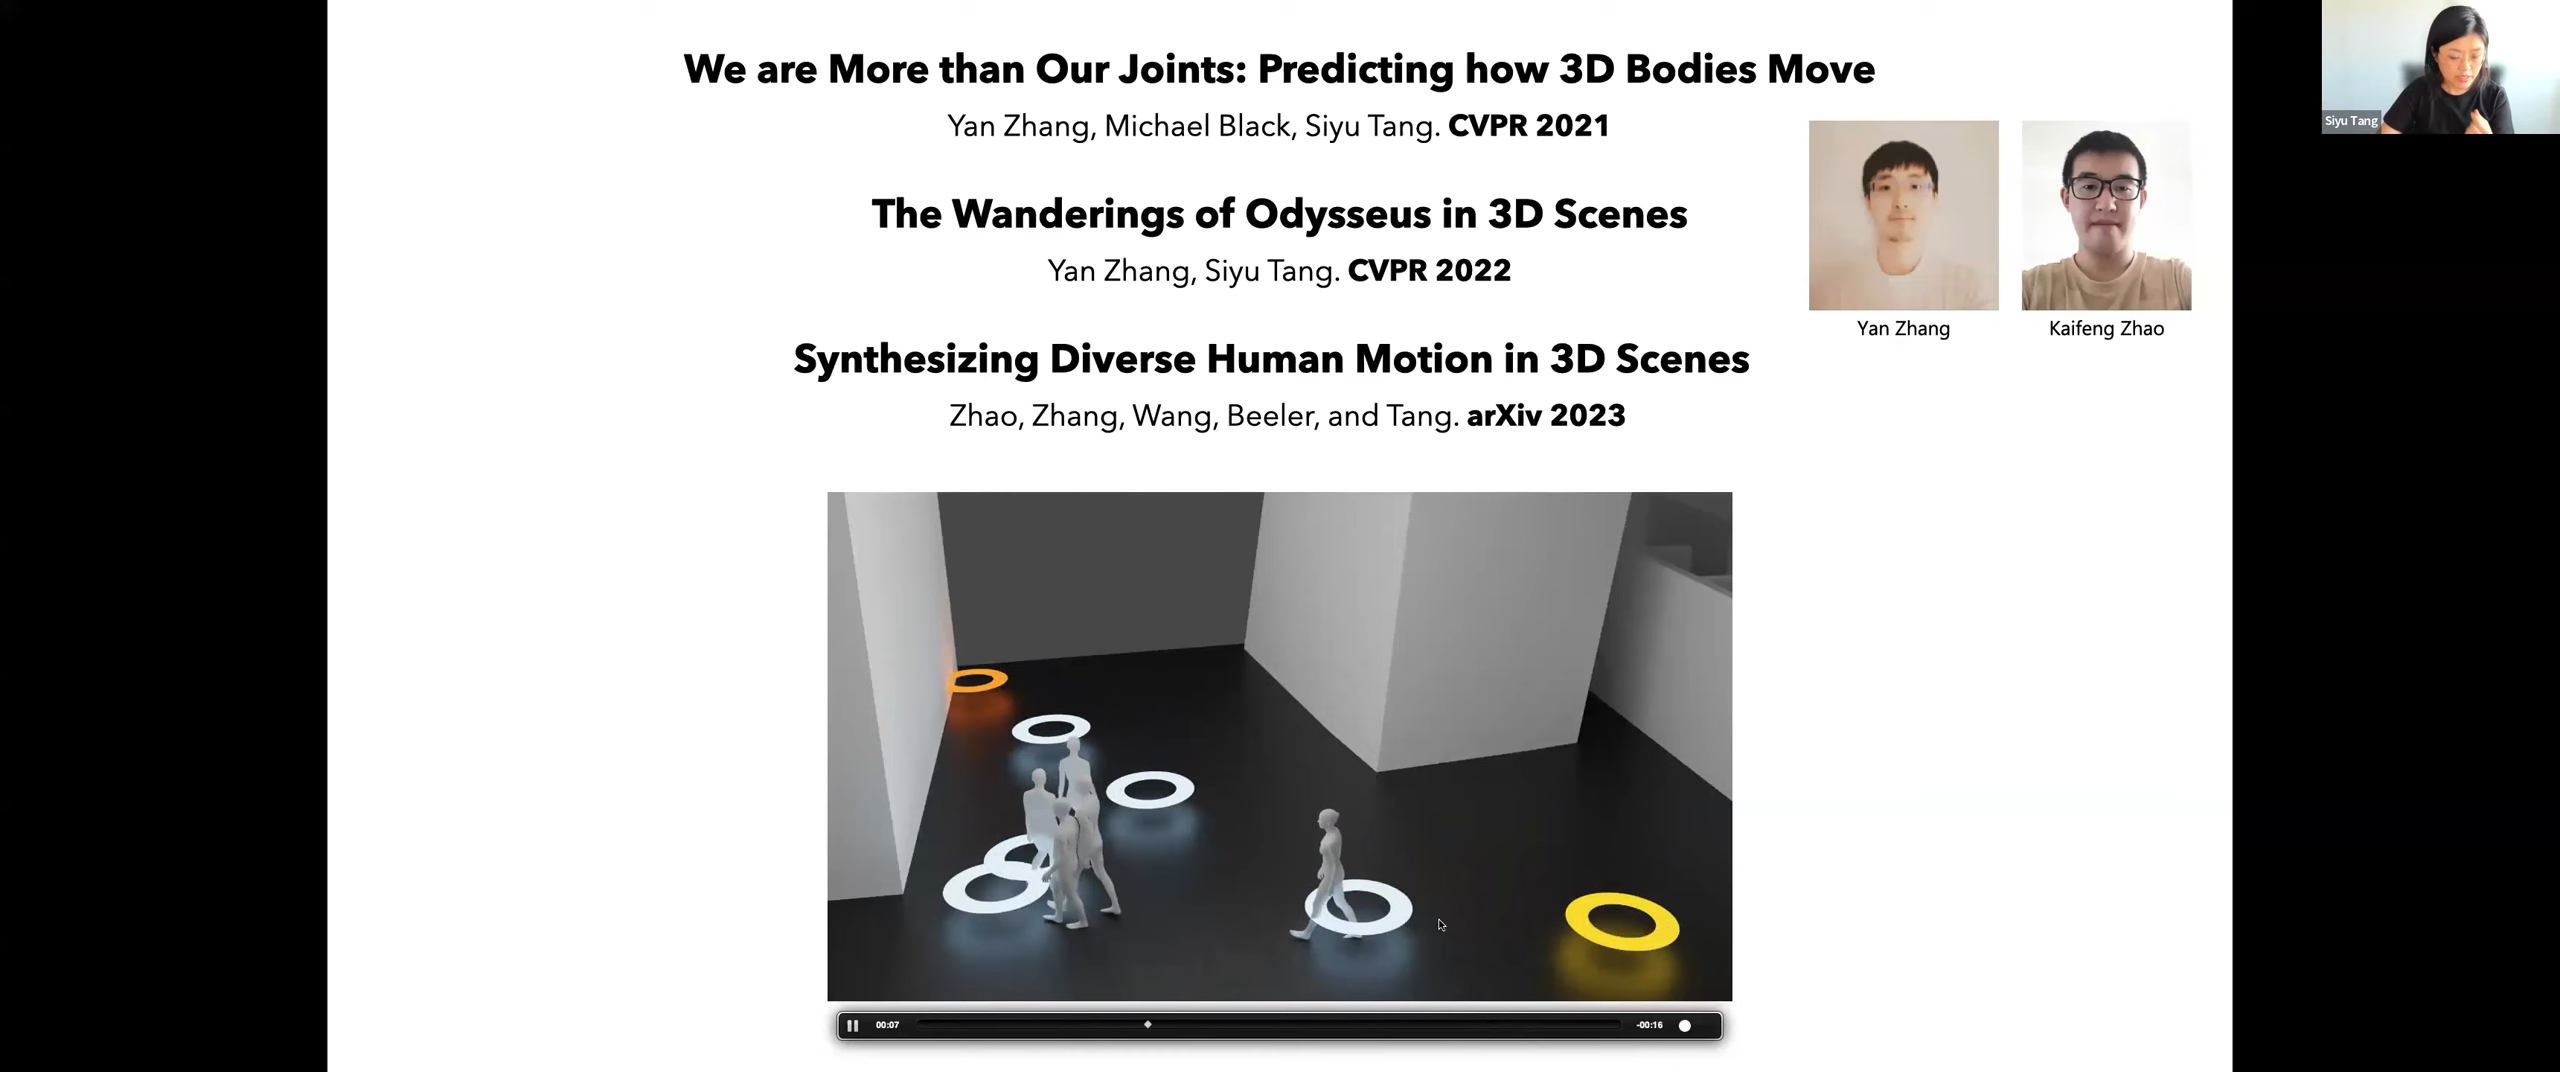 We are More than Our Joints: Predicting how 3D Bodies Move
Yan Zhang, Michael Black, Siyu Tang. CVPR 2021
Siyu Tang
The Wanderings of Odysseus in 3D Scenes
Yan Zhang, Siyu Tang. CVPR 2022
Yan Zhang
Kaifeng Zhao
Synthesizing Diverse Human Motion in 3D Scenes
Zhao, Zhang, Wang, Beeler, and Tang. arXiv 2023
00:07
-00:16